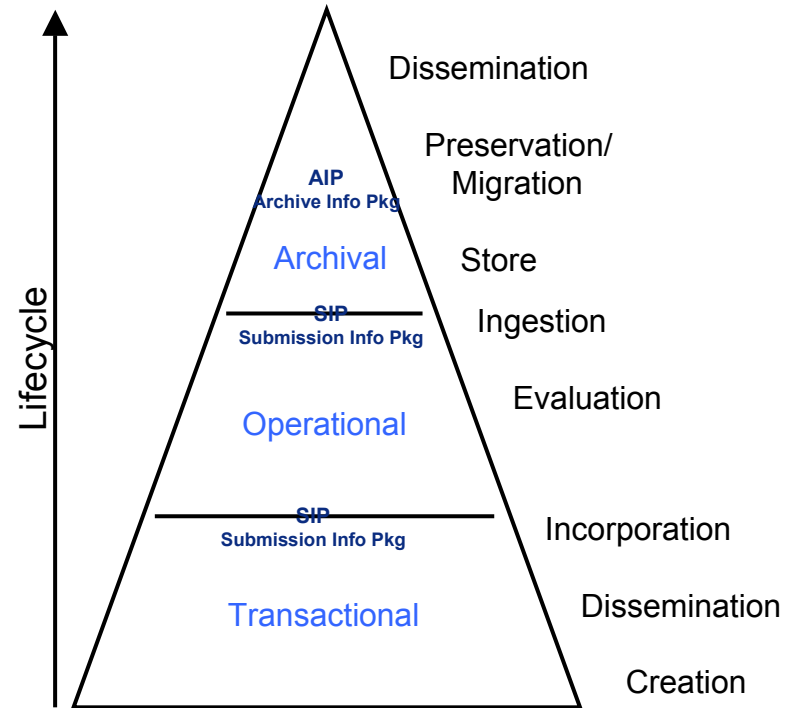 Dissemination
Preservation/
Migration
AIP
Archive Info Pkg
Archival
Store
SIP
Ingestion
Submission Info Pkg
Lifecycle
Evaluation
Operational
SIP
Incorporation
Submission Info Pkg
Dissemination
Transactional
Creation